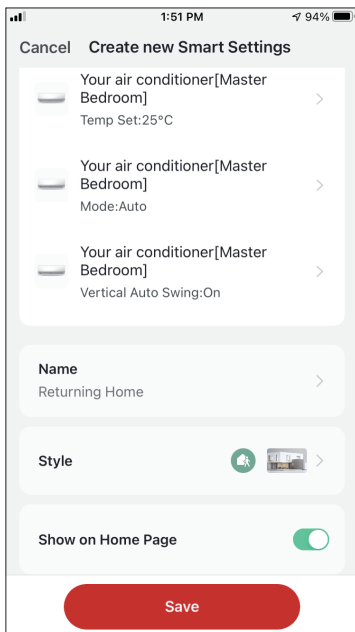 1:51 PM
94%
Cancel Create new Smart Settings
Your air conditioner[Master
Bedroom]
Temp Set:25°C
Your air conditioner[Master
Bedroom]
Mode:Auto
Your air conditioner[Master
Bedroom]
Vertical Auto Swing:On
Name
Returning Home
Style
Show on Home Page
Save